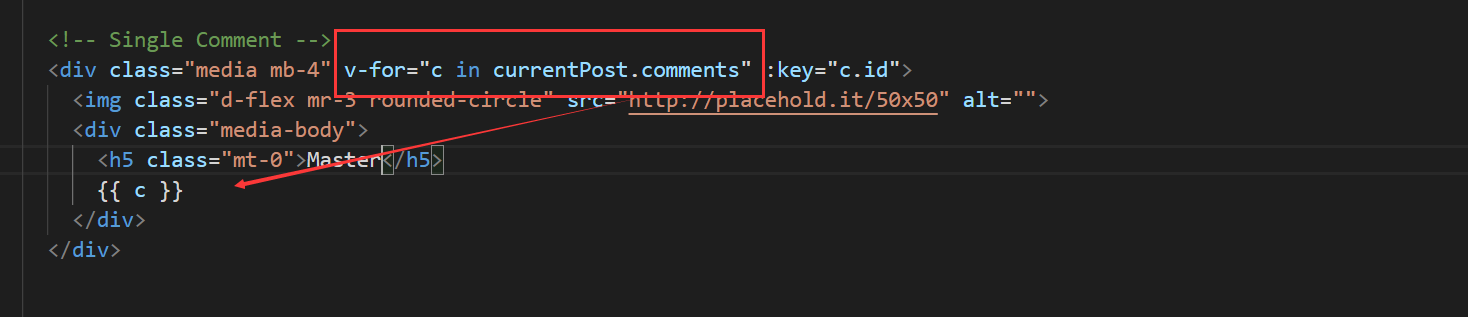 <!-- Single Comment -->
<div class="media mb-4" v-for="c in currentPost.comments" :key="c.id">
<img class="d-flex mr-3 rounded-circle" src="http://placehold.it/50x50" alt="">
<div class="media-body">
<h5 class="mt-0">Master</h5>
{{ c }}
</div>
</div>